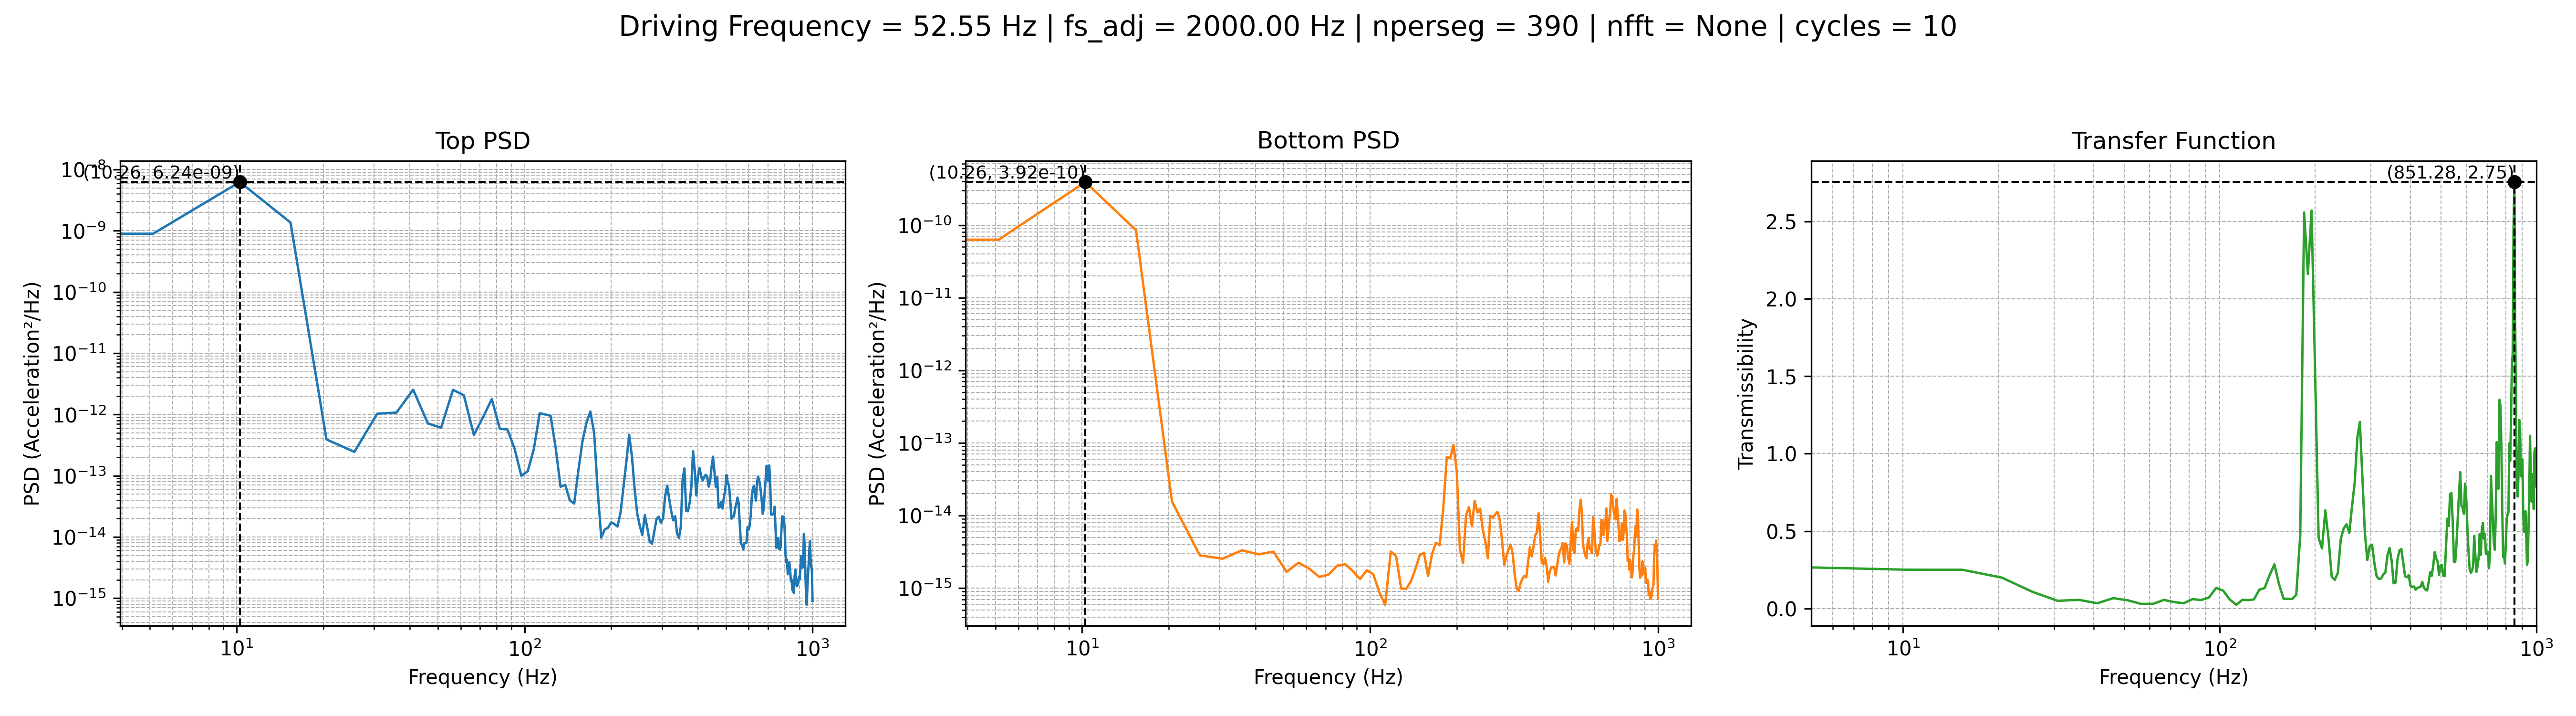 Driving Frequency = 52.55 Hz | fs_adj = 2000.00 Hz | nperseg = 390 | nfft = None | cycles = 10
Top PSD
(10.26, 6.24e-09)
10⁻⁸
10⁻⁹
10⁻¹⁰
10⁻¹¹
10⁻¹²
10⁻¹³
10⁻¹⁴
10⁻¹⁵
PSD (Acceleration²/Hz)
10¹
10²
10³
Frequency (Hz)
Bottom PSD
(10.26, 3.92e-10)
10⁻¹⁰
10⁻¹¹
10⁻¹²
10⁻¹³
10⁻¹⁴
10⁻¹⁵
PSD (Acceleration²/Hz)
10¹
10²
10³
Frequency (Hz)
Transfer Function
(851.28, 2.75)
2.5
2.0
1.5
1.0
0.5
0.0
Transmissibility
10¹
10²
10³
Frequency (Hz)